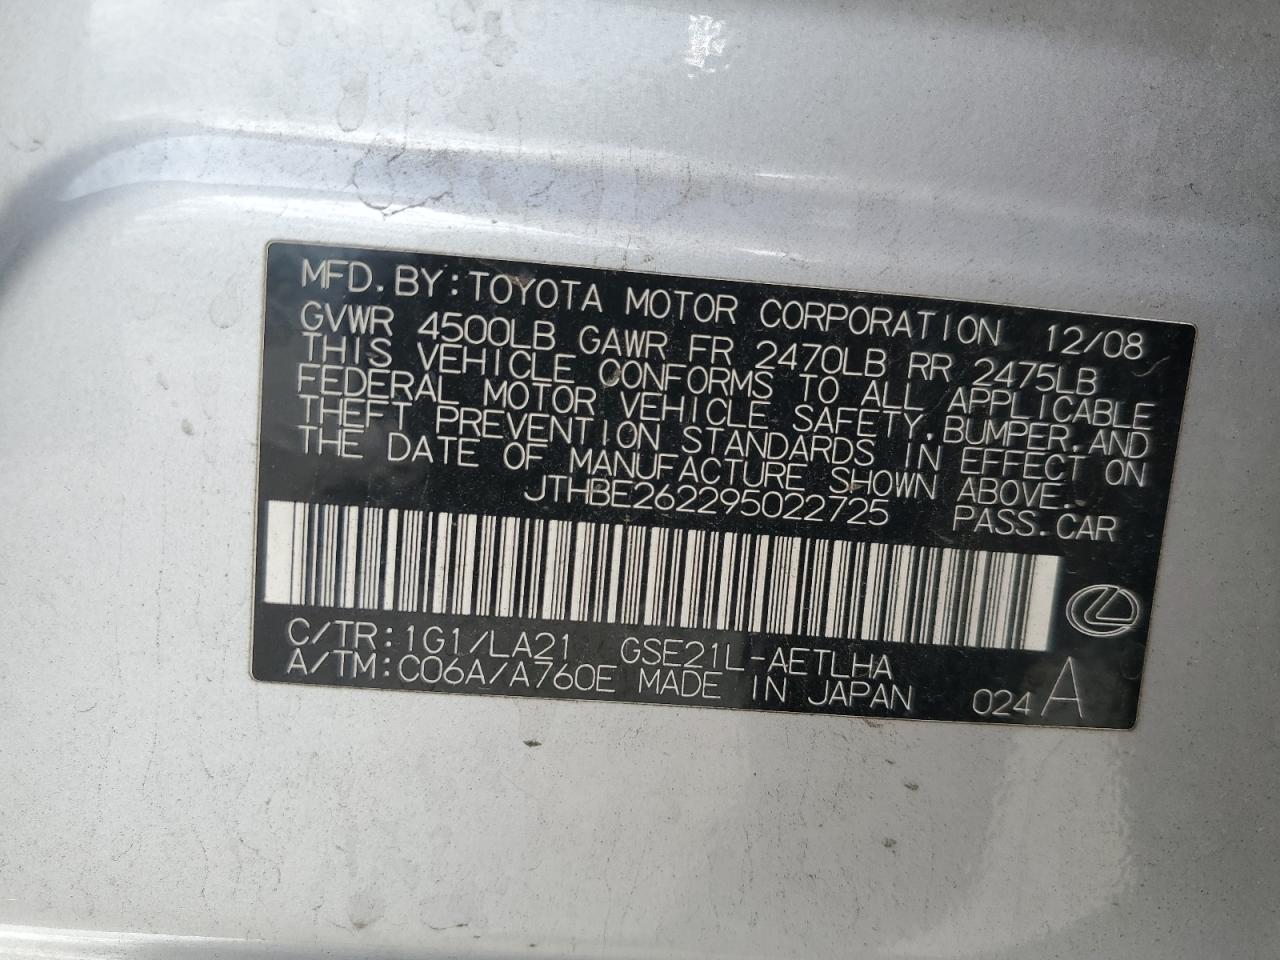 MFD. BY: TOYOTA MOTOR CORPORATION 12/08
GVWR 4500LB GAWR FR 2470LB RR 2475LB
THIS VEHICLE CONFORMS TO ALL APPLICABLE
FEDERAL MOTOR VEHICLE SAFETY, BUMPER, AND
THEFT PREVENTION STANDARDS IN EFFECT ON
THE DATE OF MANUFACTURE SHOWN ABOVE.
JTHBE262295022725 PASS. CAR
C/TR: 1G1/LA21 GSE21L-AETLHA
A/TM: C06A/A760E MADE IN JAPAN 024 A